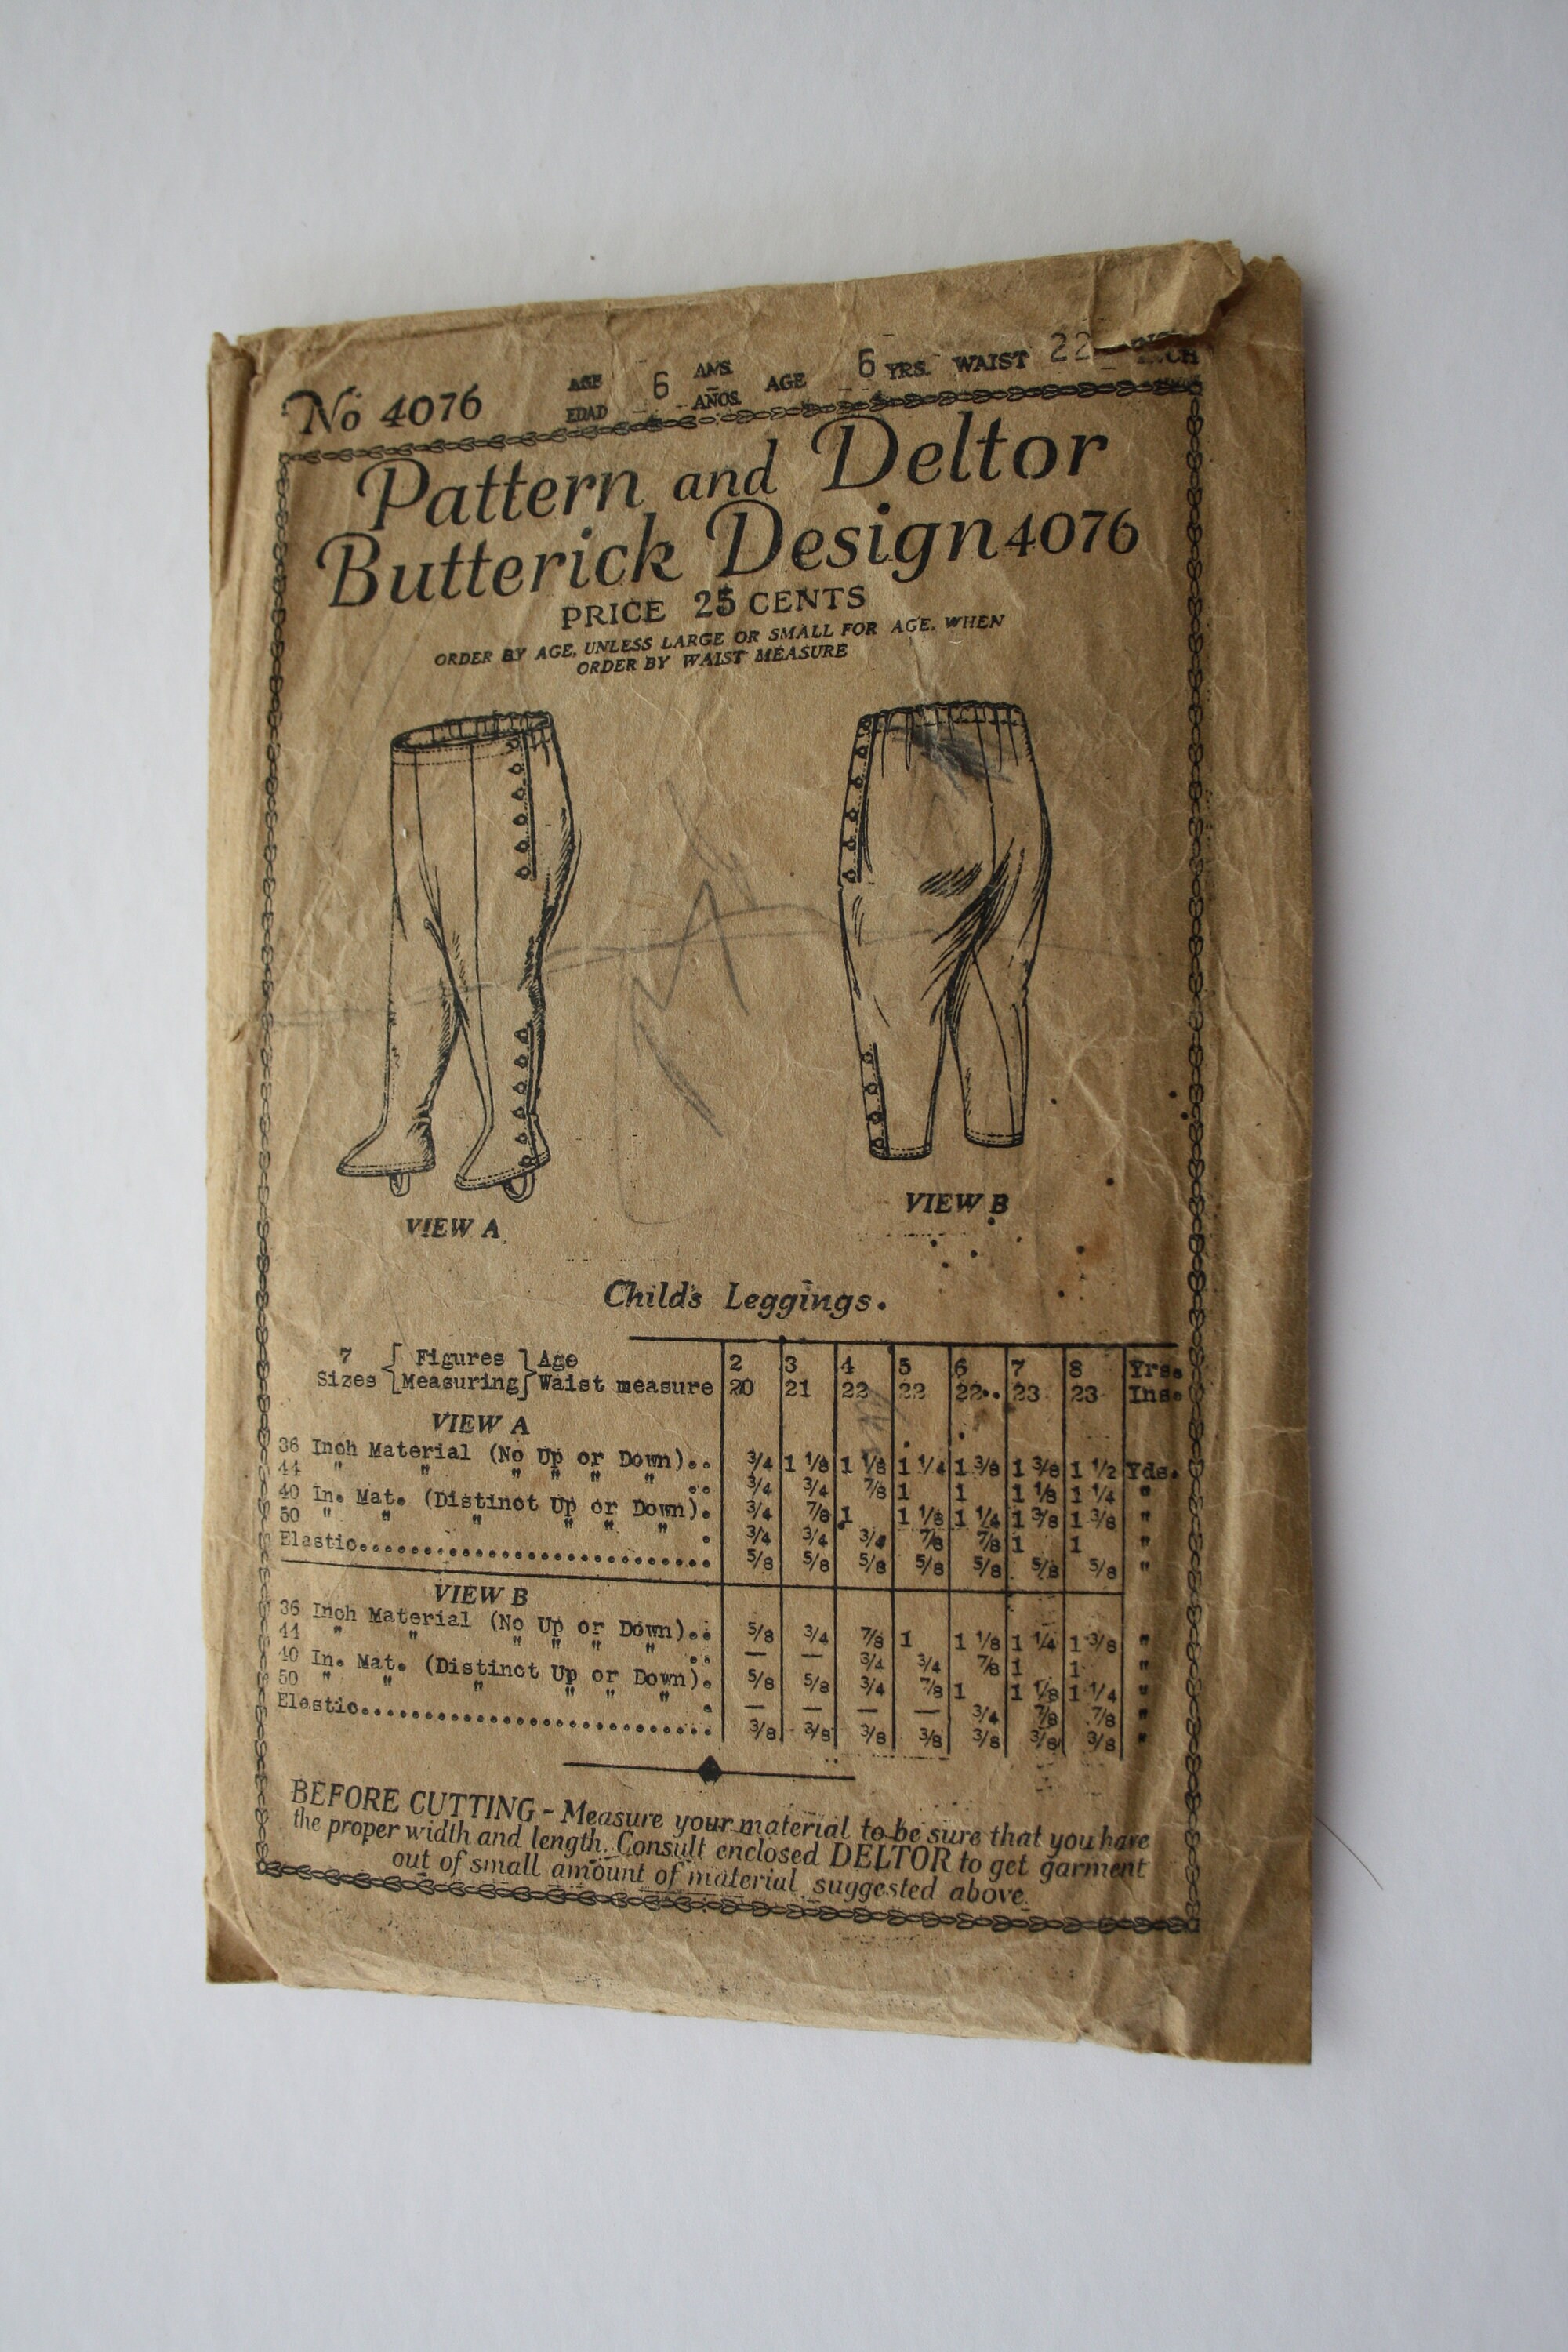 No 4076
AGE 6 ANS. AGE 6 YRS. WAIST 22 INCH
EDAD AÑOS.
Pattern and Deltor
Butterick Design 4076
PRICE 25 CENTS
ORDER BY AGE, UNLESS LARGE OR SMALL FOR AGE. WHEN
ORDER BY WAIST MEASURE
VIEW A
VIEW B
Child's Leggings.
7 { Figures } Age 2 3 4 5 6 7 8 Yrs.
Sizes { Measuring } Waist measure 20 21 22 22 22 23 23 Ins.
VIEW A
36 Inch Material (No Up or Down).. 3/4 1 1/8 1 1/8 1 1/4 1 3/8 1 3/8 1 1/2 Yds.
44 " " " " " " .. 3/4 3/4 7/8 1 1 1 1/8 1 1/4 "
40 In. Mat. (Distinct Up or Down). 3/4 7/8 1 1 1/8 1 1/4 1 3/8 1 3/8 "
50 " " " " " " . 3/4 3/4 3/4 7/8 7/8 1 1 "
Elastic............................ 5/8 5/8 5/8 5/8 5/8 5/8 5/8 "
VIEW B
36 Inch Material (No Up or Down).. 5/8 3/4 7/8 1 1 1/8 1 1/4 1 3/8 "
44 " " " " " " .. — — 3/4 3/4 7/8 1 1 "
40 In. Mat. (Distinct Up or Down). 5/8 5/8 3/4 7/8 1 1 1/8 1 1/4 "
50 " " " " " " . — — — — 3/4 7/8 7/8 "
Elastic............................ 3/8 3/8 3/8 3/8 3/8 3/8 3/8 "
BEFORE CUTTING - Measure your material to be sure that you have
the proper width and length. Consult enclosed DELTOR to get garment
out of small amount of material suggested above.